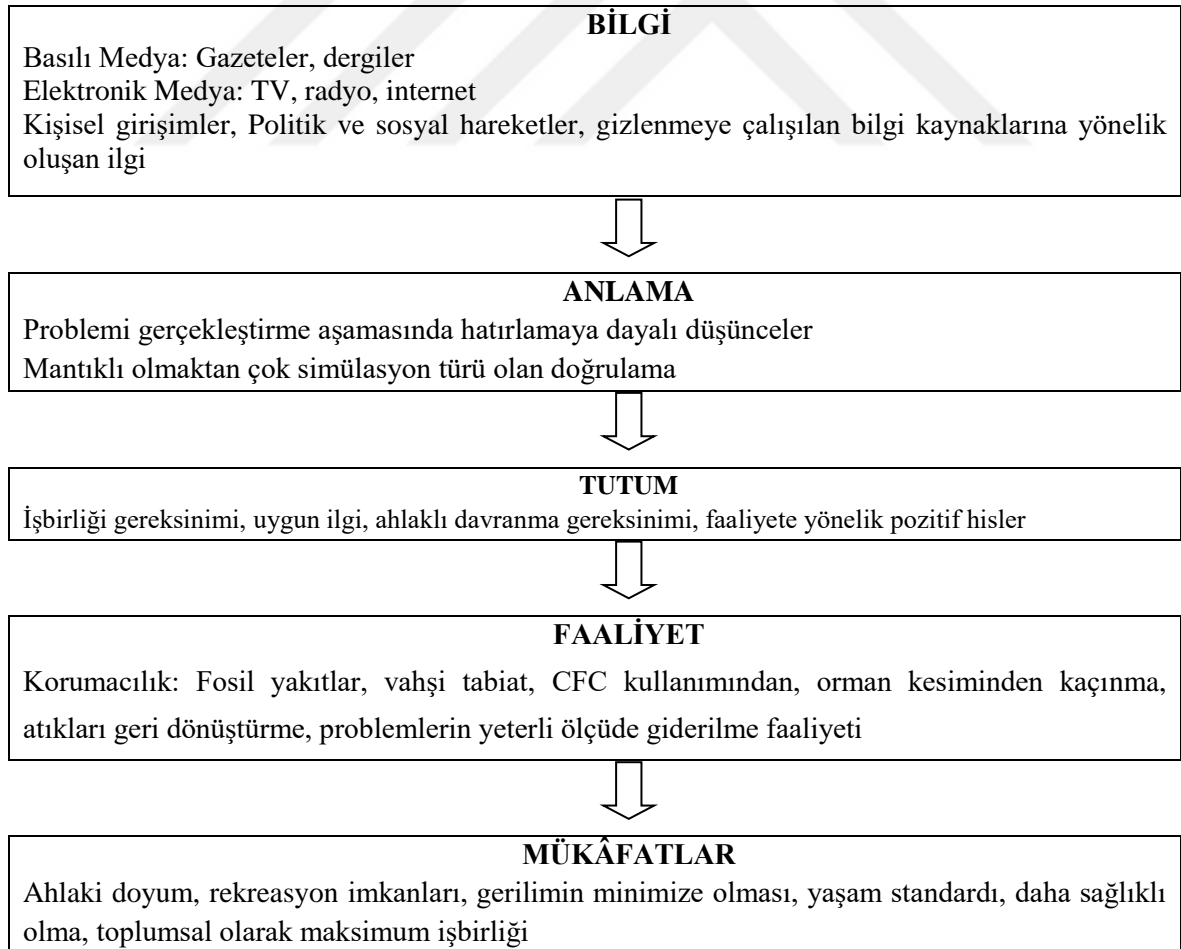 BİLGİ
Basılı Medya: Gazeteler, dergiler
Elektronik Medya: TV, radyo, internet
Kişisel girişimler, Politik ve sosyal hareketler, gizlenmeye çalışılan bilgi kaynaklarına yönelik
oluşan ilgi
ANLAMA
Problemi gerçekleştirme aşamasında hatırlamaya dayalı düşünceler
Mantıklı olmaktan çok simülasyon türü olan doğrulama
TUTUM
İşbirliği gereksinimi, uygun ilgi, ahlaklı davranma gereksinimi, faaliyete yönelik pozitif hisler
FAALİYET
Korumacılık: Fosil yakıtlar, vahşi tabiat, CFC kullanımından, orman kesiminden kaçınma,
atıkları geri dönüştürme, problemlerin yeterli ölçüde giderilme faaliyeti
MÜKÂFATLAR
Ahlaki doyum, rekreasyon imkanları, gerilimin minimize olması, yaşam standardı, daha sağlıklı
olma, toplumsal olarak maksimum işbirliği